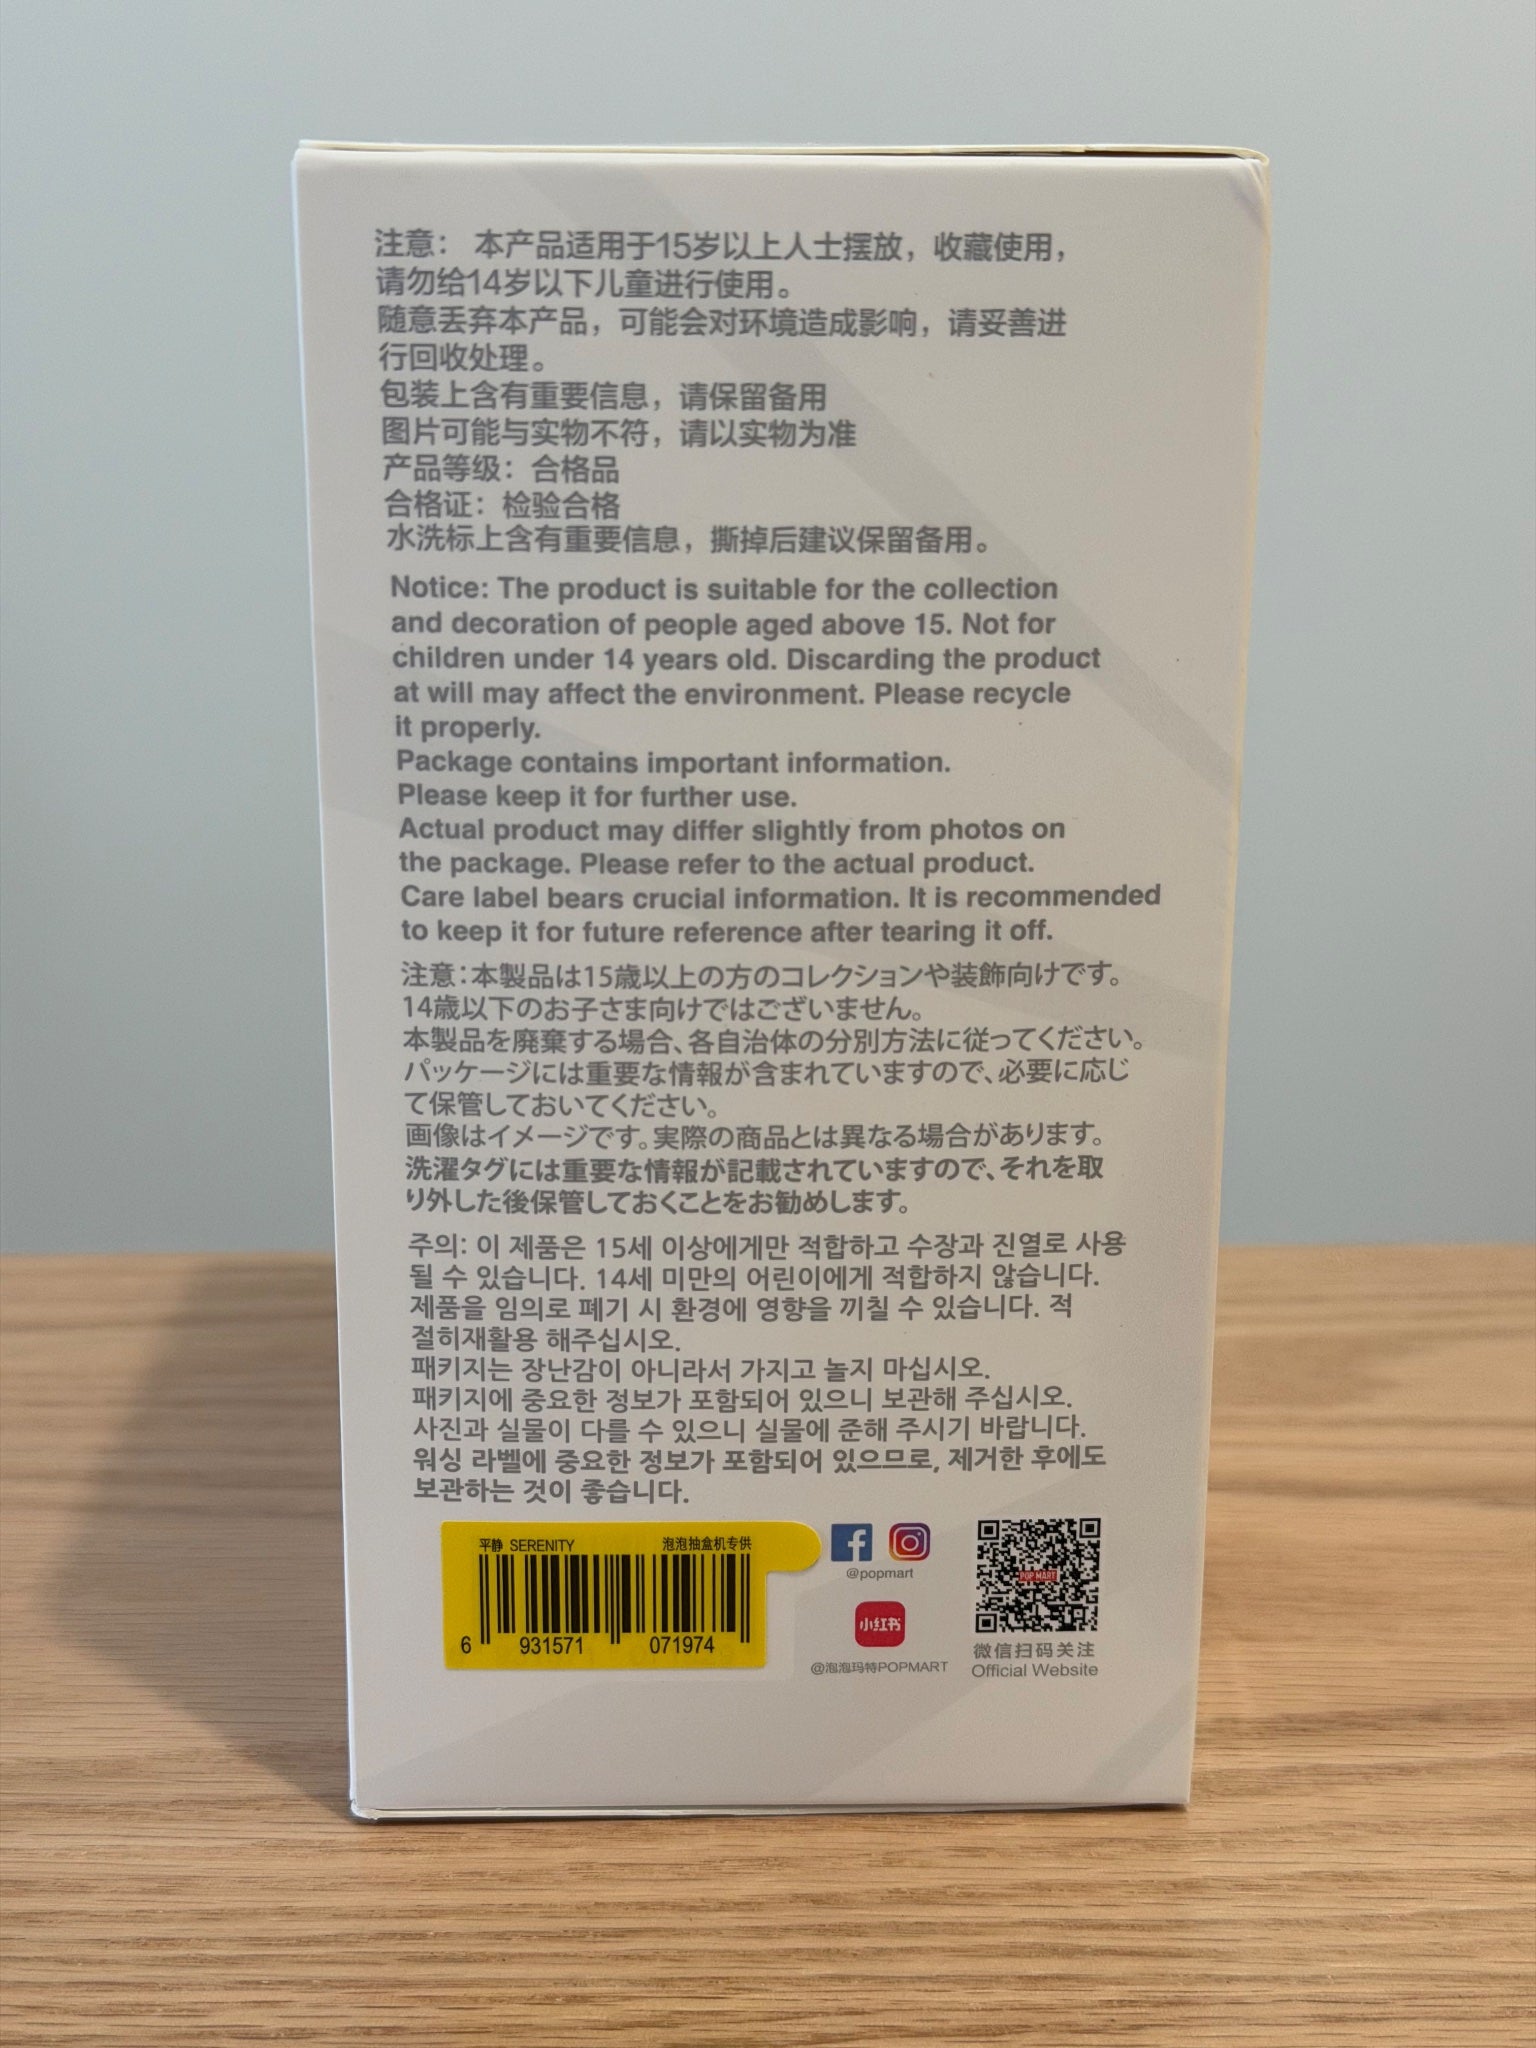 注意： 本产品适用于15岁以上人士摆放，收藏使用，
请勿给14岁以下儿童进行使用。
随意丢弃本产品，可能会对环境造成影响，请妥善进
行回收处理。
包装上含有重要信息，请保留备用
图片可能与实物不符，请以实物为准
产品等级：合格品
合格证：检验合格
水洗标上含有重要信息，撕掉后建议保留备用。
Notice: The product is suitable for the collection
and decoration of people aged above 15. Not for
children under 14 years old. Discarding the product
at will may affect the environment. Please recycle
it properly.
Package contains important information.
Please keep it for further use.
Actual product may differ slightly from photos on
the package. Please refer to the actual product.
Care label bears crucial information. It is recommended
to keep it for future reference after tearing it off.
注意：本製品は15歳以上の方のコレクションや装飾向けです。
14歳以下のお子さま向けではございません。
本製品を廃棄する場合、各自治体の分別方法に従ってください。
パッケージには重要な情報が含まれていますので、必要に応じ
て保管しておいてください。
画像はイメージです。実際の商品とは異なる場合があります。
洗濯タグには重要な情報が記載されていますので、それを取
り外した後保管しておくことをお勧めします。
주의: 이 제품은 15세 이상에게만 적합하고 수장과 진열로 사용
될 수 있습니다. 14세 미만의 어린이에게 적합하지 않습니다.
제품을 임의로 폐기 시 환경에 영향을 끼칠 수 있습니다. 적
절히재활용 해주십시오.
패키지는 장난감이 아니라서 가지고 놀지 마십시오.
패키지에 중요한 정보가 포함되어 있으니 보관해 주십시오.
사진과 실물이 다를 수 있으니 실물에 준해 주시기 바랍니다.
워싱 라벨에 중요한 정보가 포함되어 있으므로, 제거한 후에도
보관하는 것이 좋습니다.
平静 SERENITY 泡泡抽盒机专供
6 931571 071974
@popmart
小红书
@泡泡玛特POPMART
POP MART
微信扫码关注
Official Website